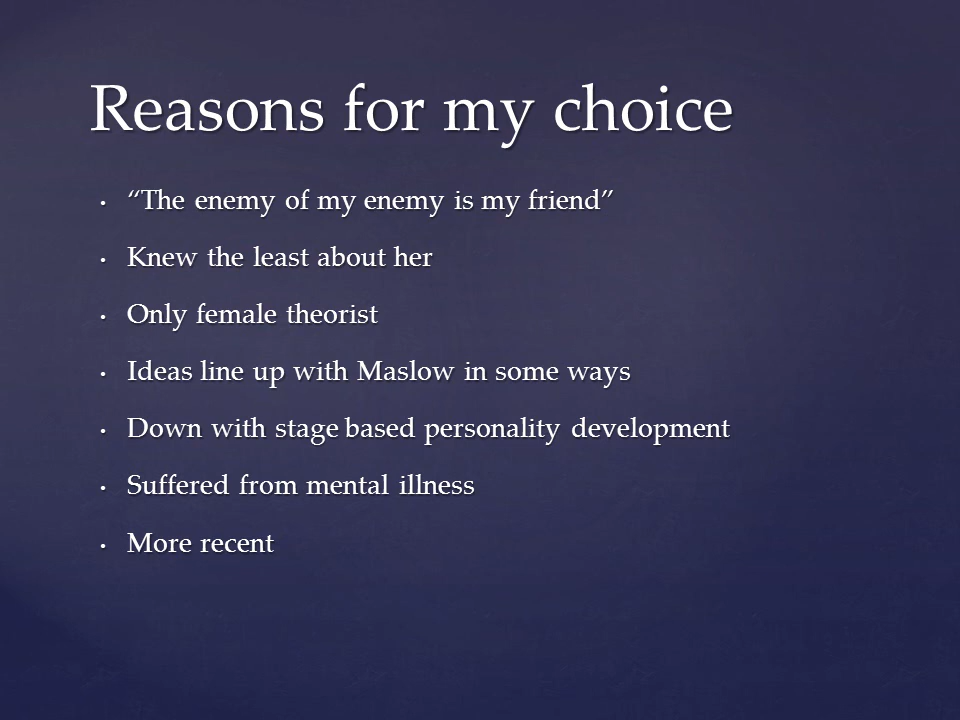 Reasons for my choice
• “The enemy of my enemy is my friend”
• Knew the least about her
• Only female theorist
• Ideas line up with Maslow in some ways
• Down with stage based personality development
• Suffered from mental illness
• More recent